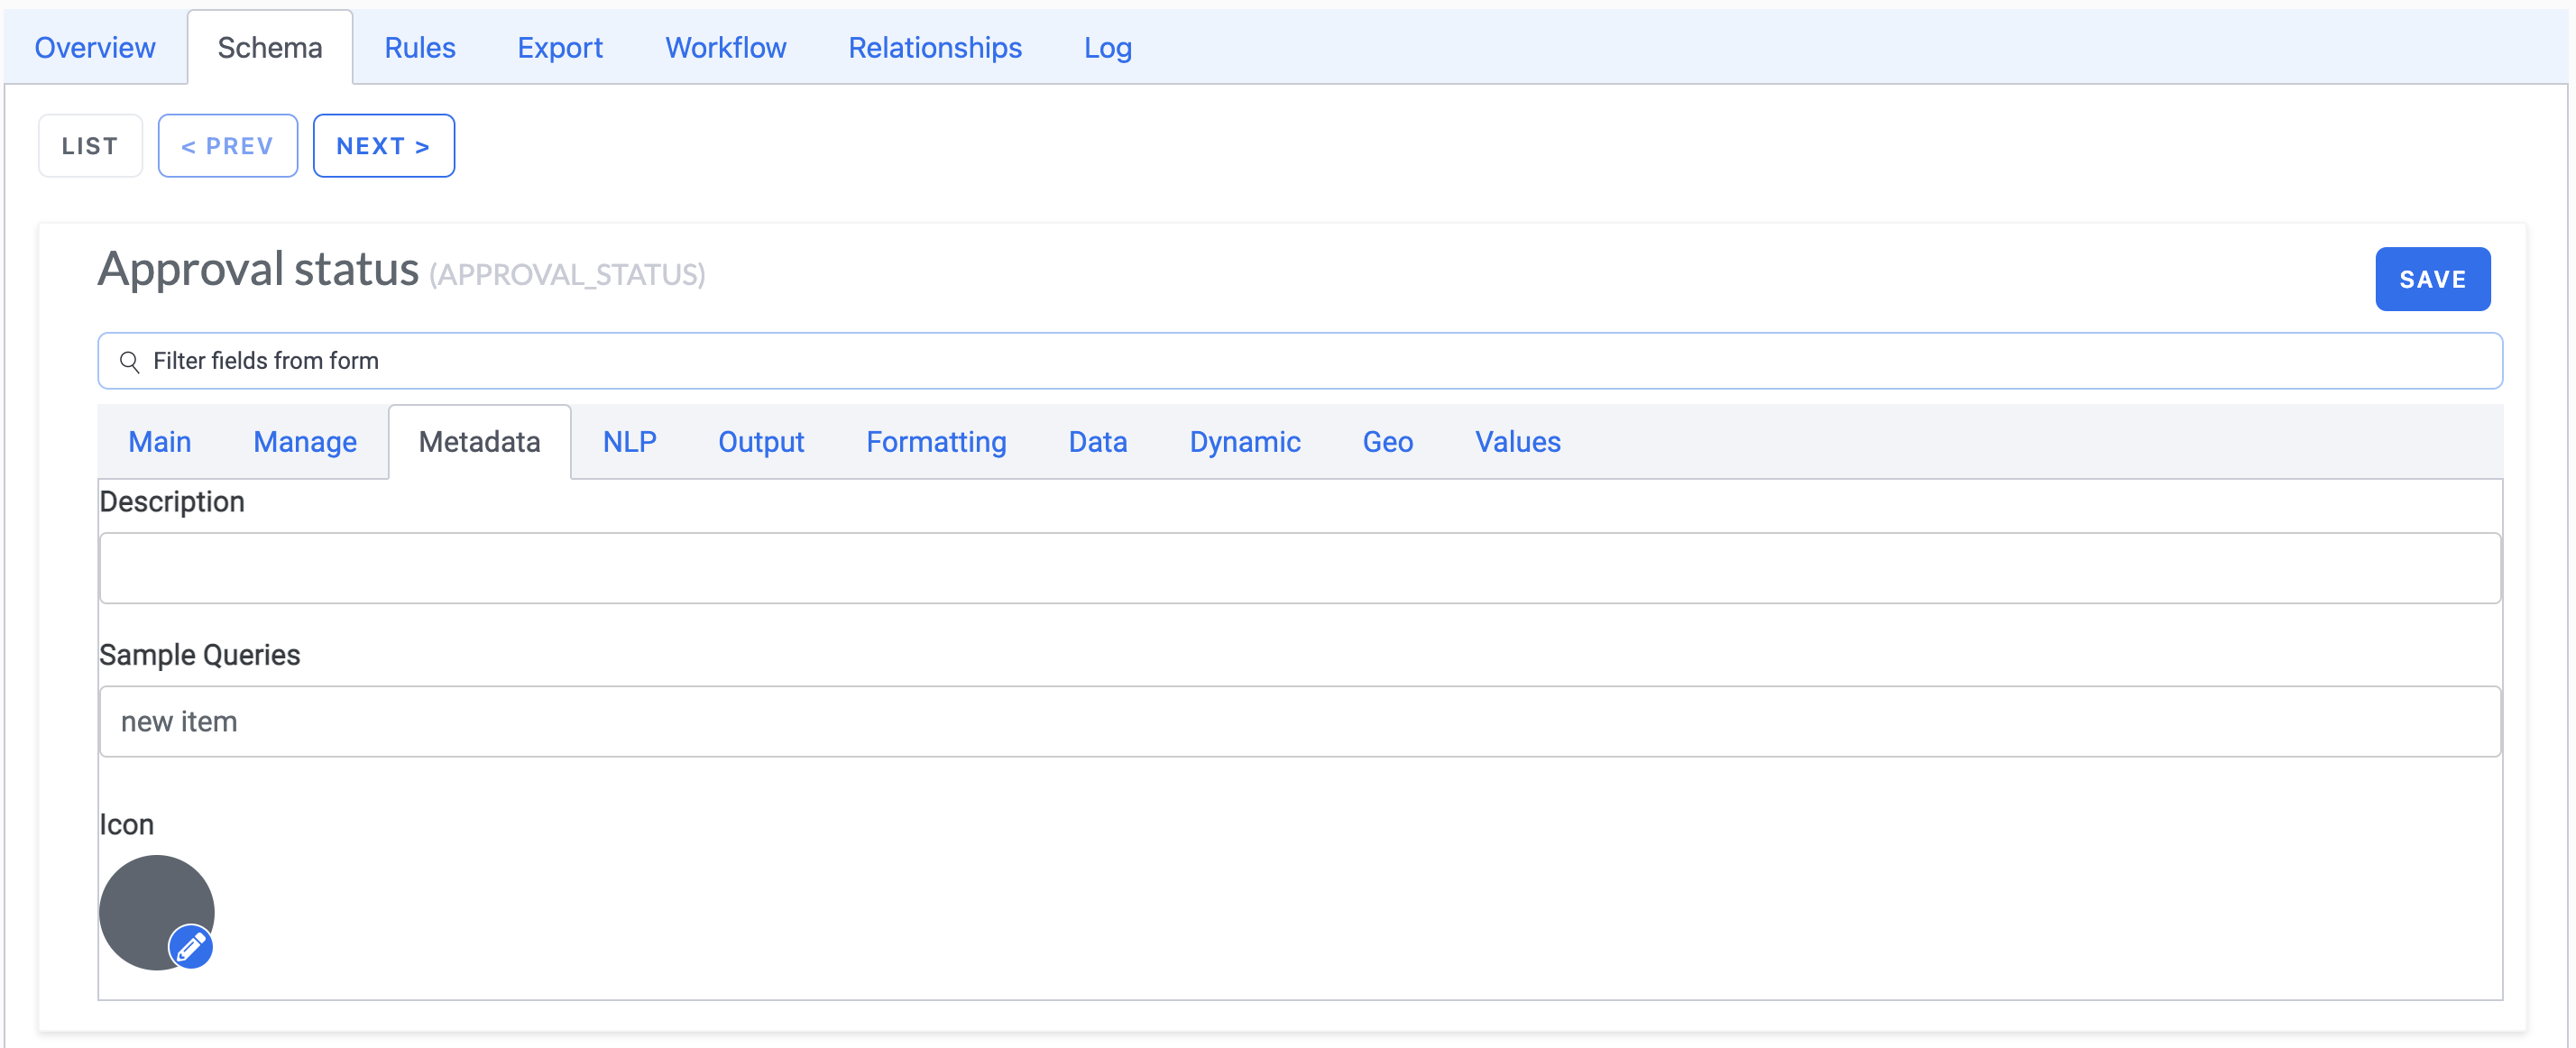 Overview Schema Rules Export Workflow Relationships Log
LIST < PREV NEXT >
Approval status (APPROVAL_STATUS)
SAVE
Filter fields from form
Main Manage Metadata NLP Output Formatting Data Dynamic Geo Values
Description
Sample Queries
new item
Icon